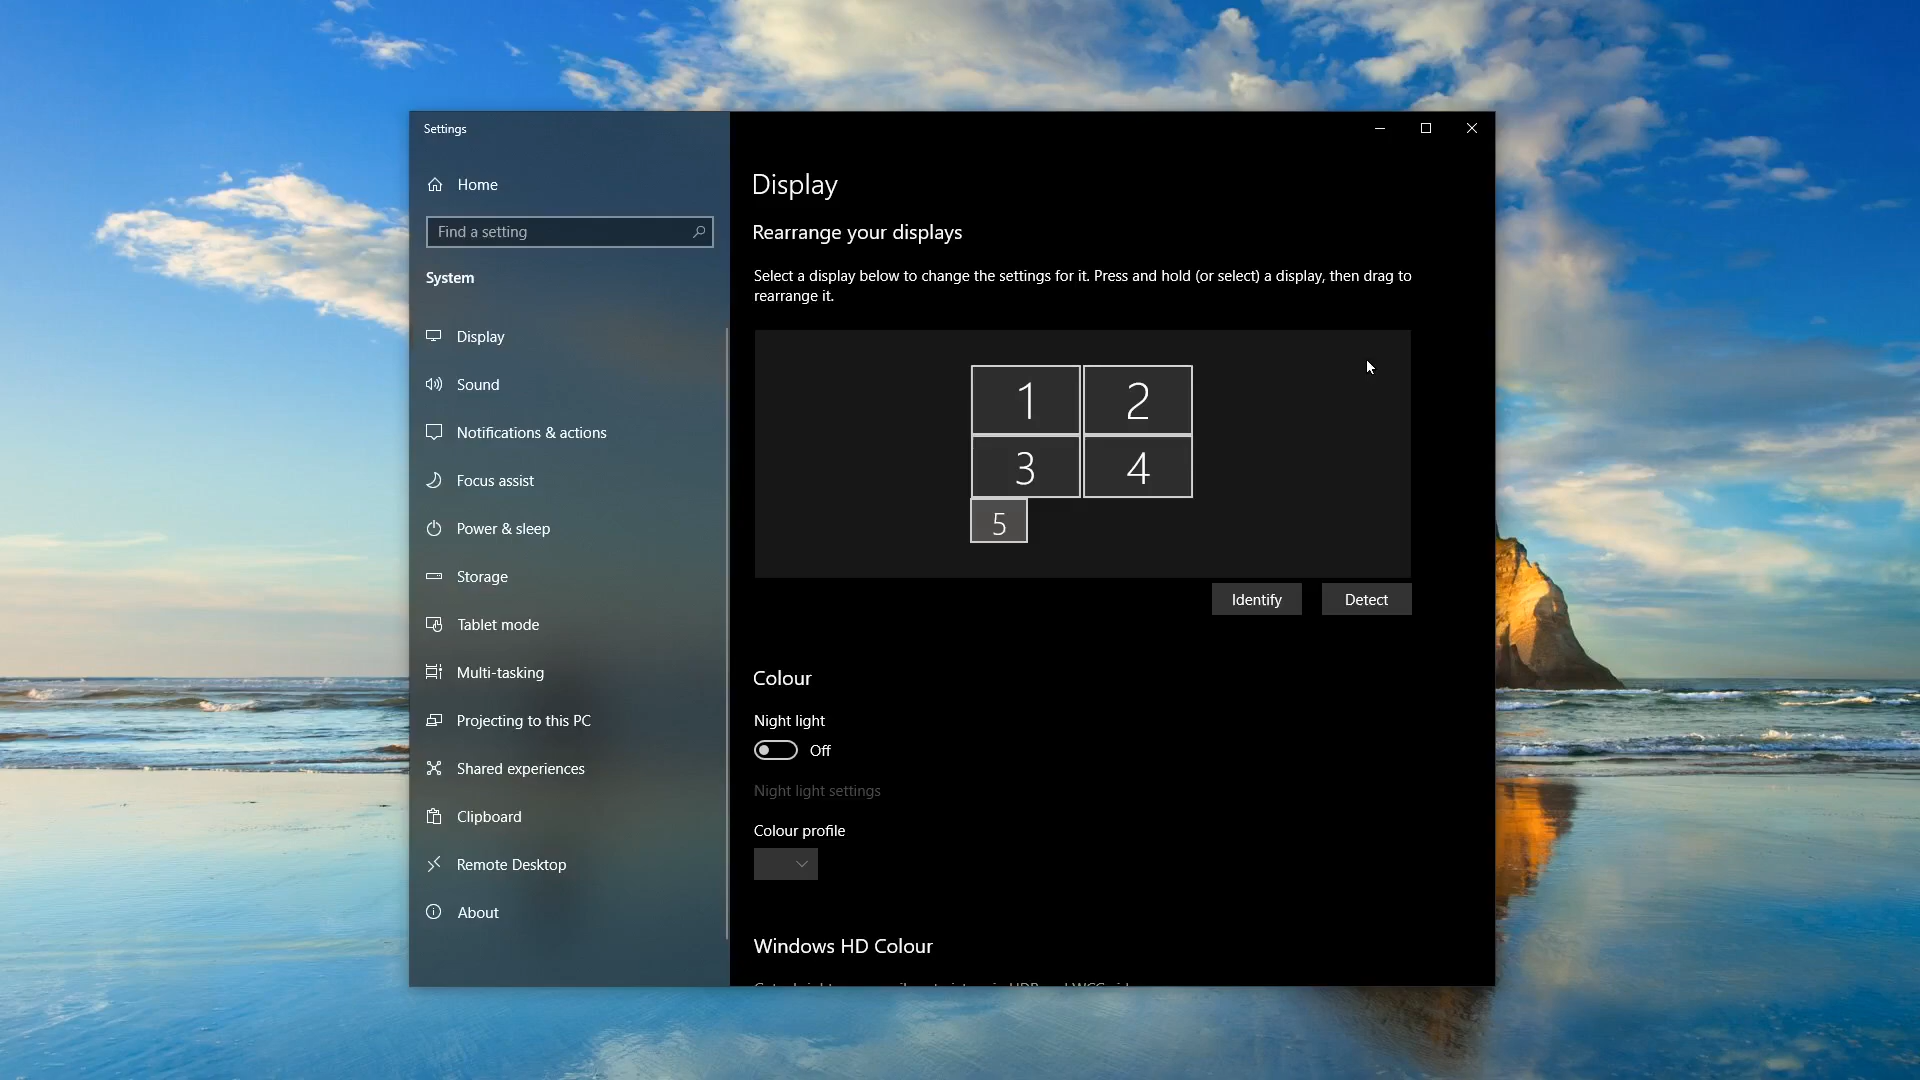 Settings
Home
Find a setting
System
Display
Sound
Notifications & actions
Focus assist
Power & sleep
Storage
Tablet mode
Multi-tasking
Projecting to this PC
Shared experiences
Clipboard
Remote Desktop
About
Display
Rearrange your displays
Select a display below to change the settings for it. Press and hold (or select) a display, then drag to
rearrange it.
1 2
3 4
5
Identify Detect
Colour
Night light
Off
Night light settings
Colour profile
Windows HD Colour